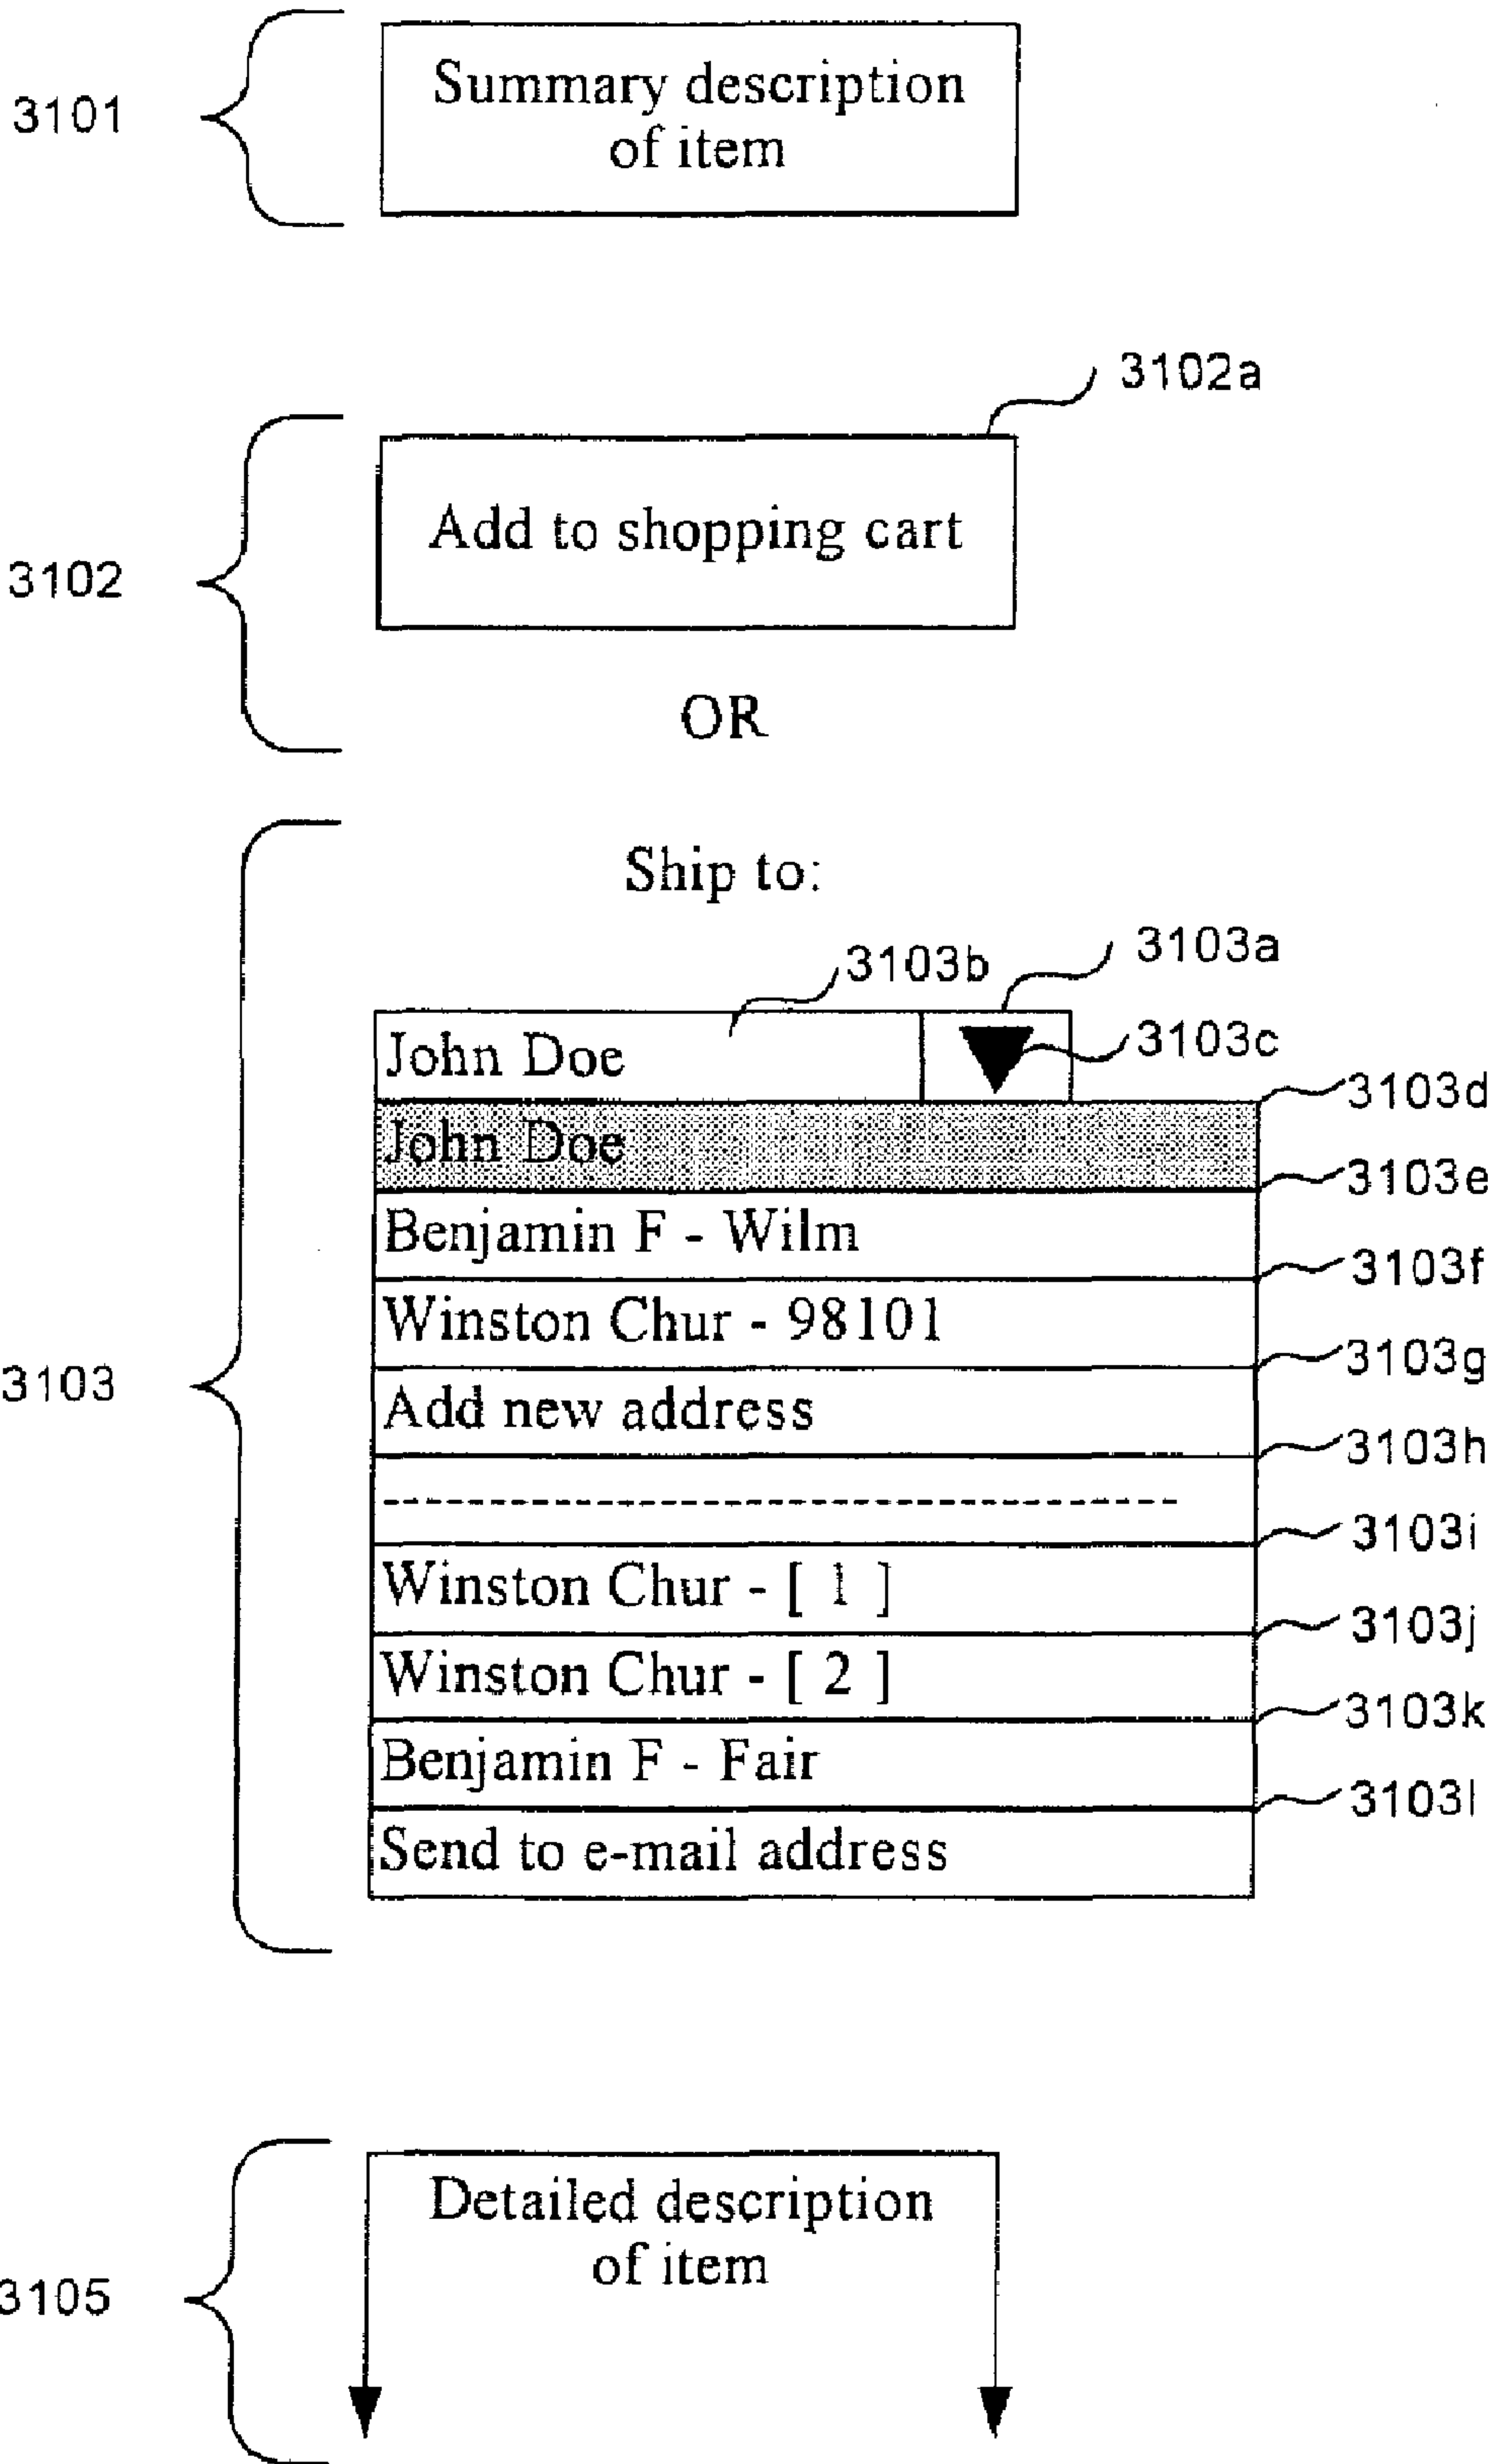 3101
Summary description
of item
3102a
3102
Add to shopping cart
OR
3103
Ship to:
3103b
3103a
John Doe
3103c
3103d
John Doe
3103e
Benjamin F - Wilm
3103f
Winston Chur - 98101
3103g
Add new address
3103h
--------------------------------------
3103i
Winston Chur - [ 1 ]
3103j
Winston Chur - [ 2 ]
3103k
Benjamin F - Fair
3103l
Send to e-mail address
3105
Detailed description
of item